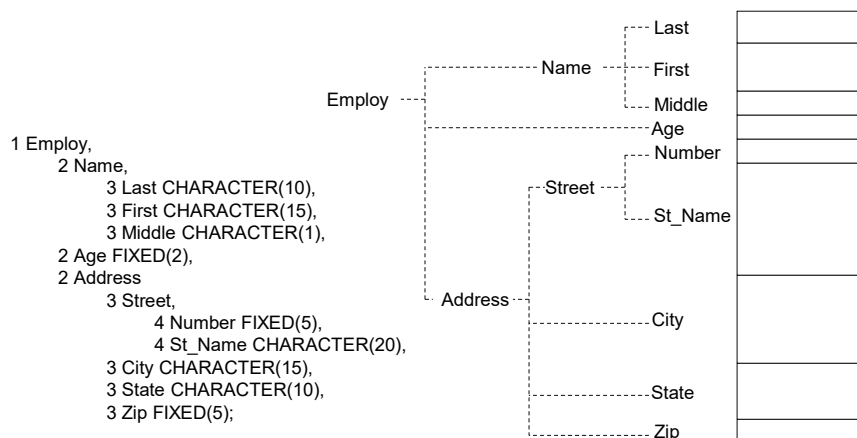 Last
Name
First
Employ
Middle
Age
1 Employ,
Number
2 Name,
3 Last CHARACTER(10),
Street
3 First CHARACTER(15),
St_Name
3 Middle CHARACTER(1),
2 Age FIXED(2),
2 Address
Address
3 Street,
City
4 Number FIXED(5),
4 St_Name CHARACTER(20),
3 City CHARACTER(15),
3 State CHARACTER(10),
State
3 Zip FIXED(5);
Zip